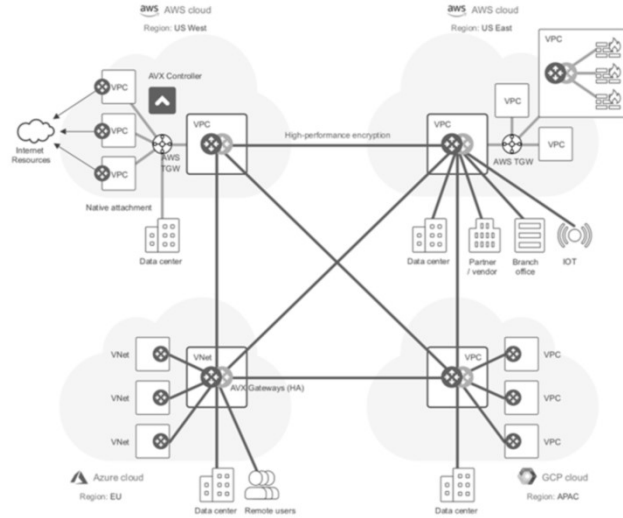 aws AWS cloud
Region: US West
aws AWS cloud
Region: US East
VPC
AVX Controller
VPC
VPC
VPC
Internet
Resources
AWS
TGW
Native attachment
Data center
High-performance encryption
VPC
VPC
VPC
AWS TGW
VPC
Data center
Partner
/ vendor
Branch
office
IOT
VNet
VNet
VNet
VNet
AVX Gateways (HA)
VPC
VPC
VPC
VPC
Azure cloud
Region: EU
Data center
Remote users
Data center
GCP cloud
Region: APAC